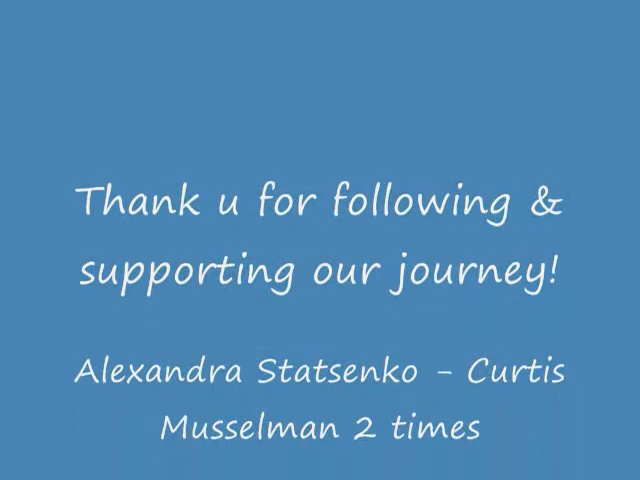 Thank u for following &
supporting our journey!
Alexandra Statsenko - Curtis
Musselman 2 times